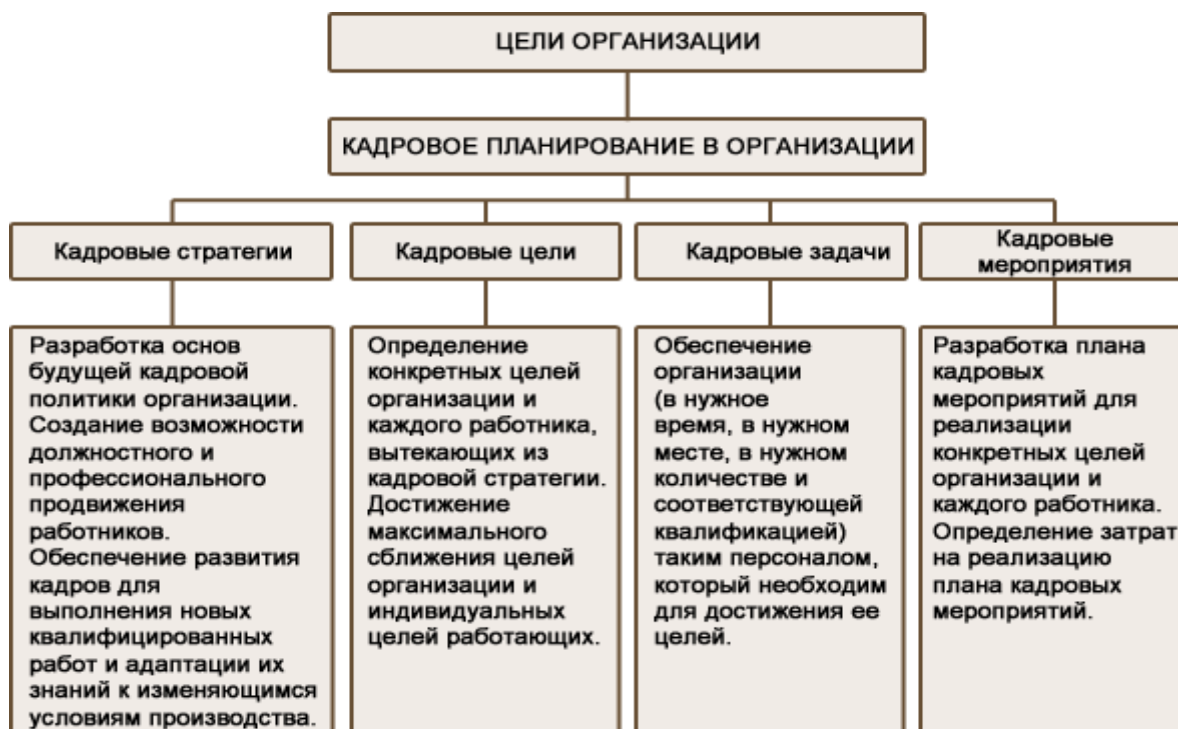 ЦЕЛИ ОРГАНИЗАЦИИ
КАДРОВОЕ ПЛАНИРОВАНИЕ В ОРГАНИЗАЦИИ
Кадровые стратегии
Разработка основ
будущей кадровой
политики организации.
Создание возможности
должностного и
профессионального
продвижения
работников.
Обеспечение развития
кадров для
выполнения новых
квалифицированных
работ и адаптации их
знаний к изменяющимся
условиям производства.
Кадровые цели
Определение
конкретных целей
организации и
каждого работника,
вытекающих из
кадровой стратегии.
Достижение
максимального
сближения целей
организации и
индивидуальных
целей работающих.
Кадровые задачи
Обеспечение
организации
(в нужное
время, в нужном
месте, в нужном
количестве и
соответствующей
квалификацией)
таким персоналом,
который необходим
для достижения ее
целей.
Кадровые
мероприятия
Разработка плана
кадровых
мероприятий для
реализации
конкретных целей
организации и
каждого работника.
Определение затрат
на реализацию
плана кадровых
мероприятий.